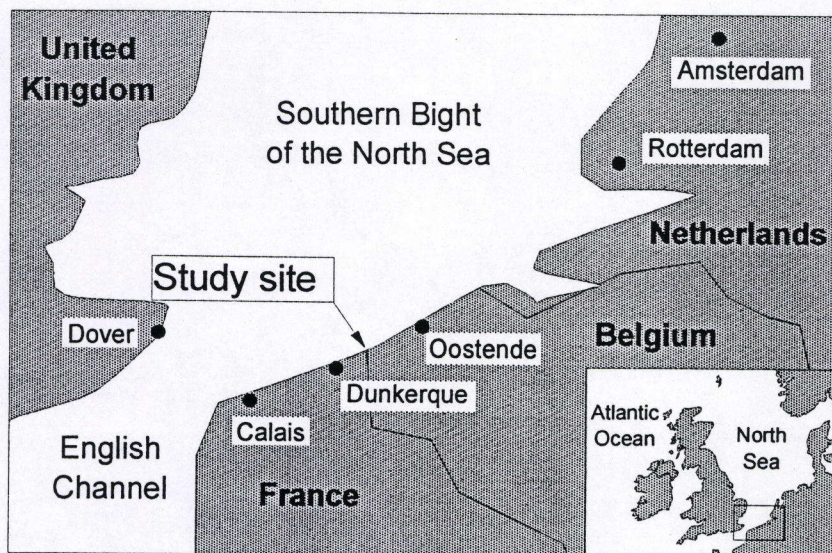 United
Kingdom
Southern Bight
of the North Sea
Amsterdam
Rotterdam
Netherlands
Study site
Dover
Oostende
Belgium
Dunkerque
Calais
English
Channel
France
Atlantic
Ocean
North
Sea